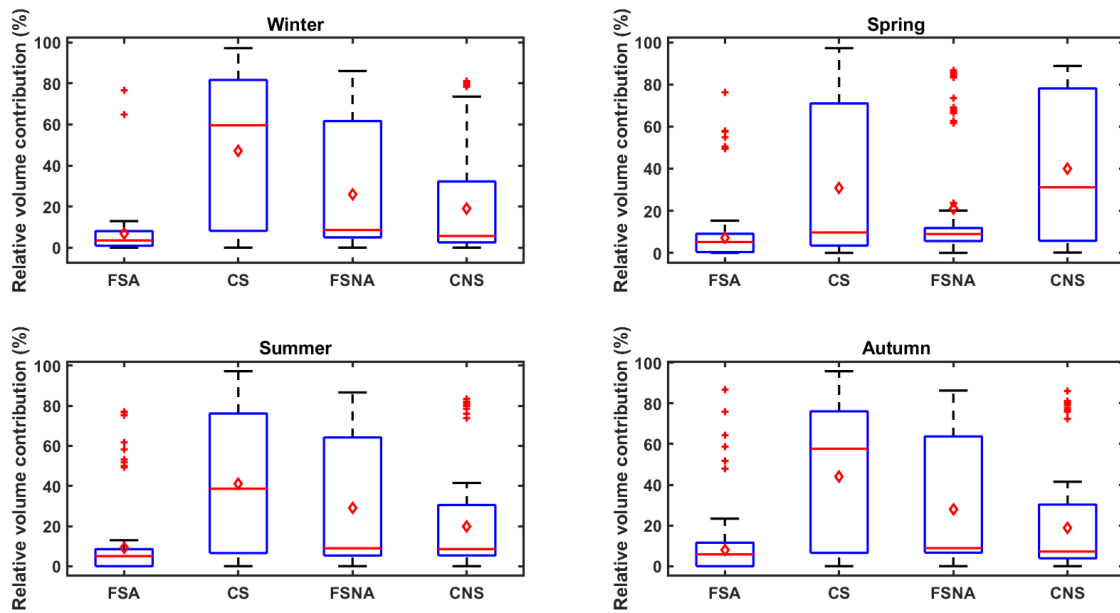 Winter
Relative volume contribution (%)
100
80
60
40
20
0
FSA CS FSNA CNS
Spring
Relative volume contribution (%)
100
80
60
40
20
0
FSA CS FSNA CNS
Summer
Relative volume contribution (%)
100
80
60
40
20
0
FSA CS FSNA CNS
Autumn
Relative volume contribution (%)
100
80
60
40
20
0
FSA CS FSNA CNS